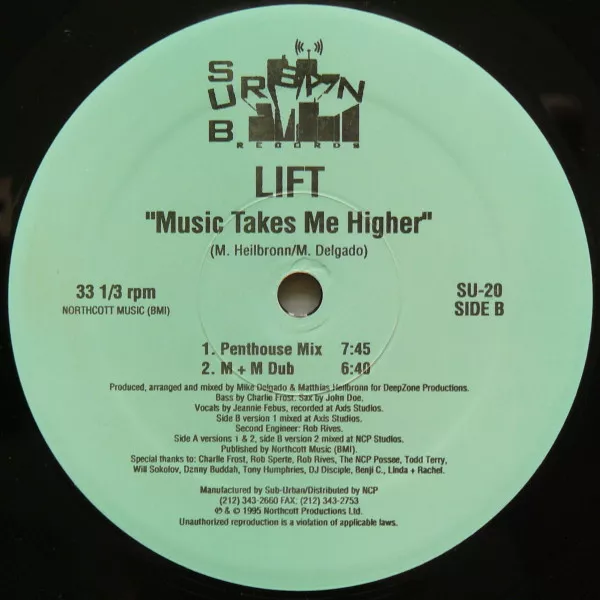 SUB URBAN
RECORDS
LIFT
"Music Takes Me Higher"
(M. Heilbronn/M. Delgado)
33 1/3 rpm
NORTHCOTT MUSIC (BMI)
SU-20
SIDE B
1. Penthouse Mix 7:45
2. M + M Dub 6:40
Produced, arranged and mixed by Mike Delgado & Matthias Heilbronn for DeepZone Productions.
Bass by Charlie Frost. Sax by John Doe.
Vocals by Jeannie Febus, recorded at Axis Studios.
Side B version 1 mixed at Axis Studios.
Second Engineer: Rob Rives.
Side A versions 1 & 2, side B version 2 mixed at NCP Studios.
Published by Northcott Music (BMI).
Special thanks to: Charlie Frost, Rob Sperte, Rob Rives, The NCP Possee, Todd Terry,
Will Sokolov, Danny Buddah, Tony Humphries, DJ Disciple, Benji C., Linda + Rachel.
Manufactured by Sub-Urban/Distributed by NCP
(212) 343-2660 FAX: (212) 343-2753
℗ & © 1995 Northcott Productions Ltd.
Unauthorized reproduction is a violation of applicable laws.